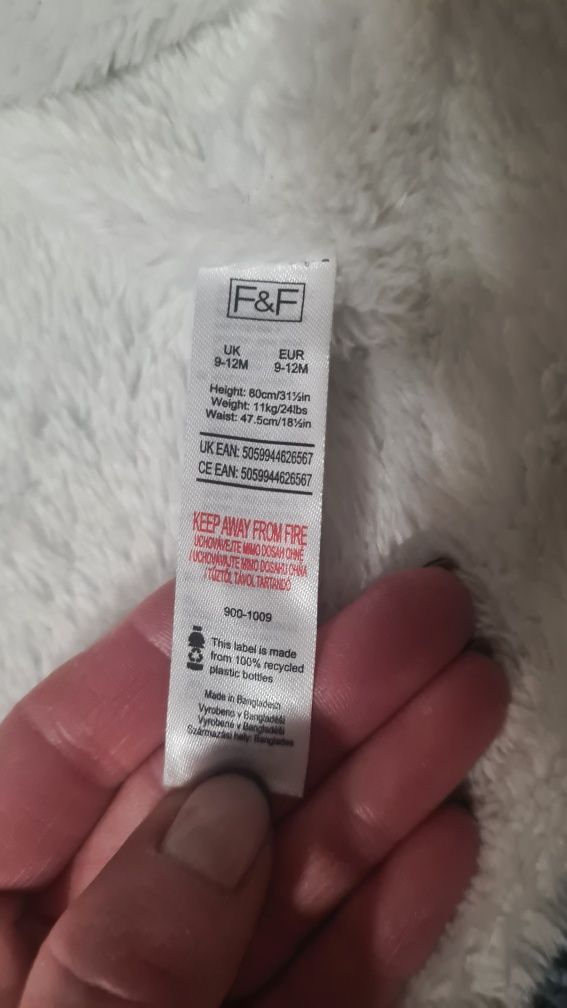 F&F
UK EUR
9-12M 9-12M
Height: 80cm/31½in
Weight: 11kg/24lbs
Waist: 47.5cm/18½in
UK EAN: 5059944626567
CE EAN: 5059944626567
KEEP AWAY FROM FIRE
UCHOVÁVEJTE MIMO DOSAH OHNĚ
/ UCHOVÁVAJTE MIMO DOSAHU OHŇA
/ TŰZTŐL TÁVOL TARTANDÓ
900-1009
This label is made
from 100% recycled
plastic bottles
Made in Bangladesh
Vyrobeno v Bangladéši
Vyrobené v Bangladéši
Származási hely: Banglades